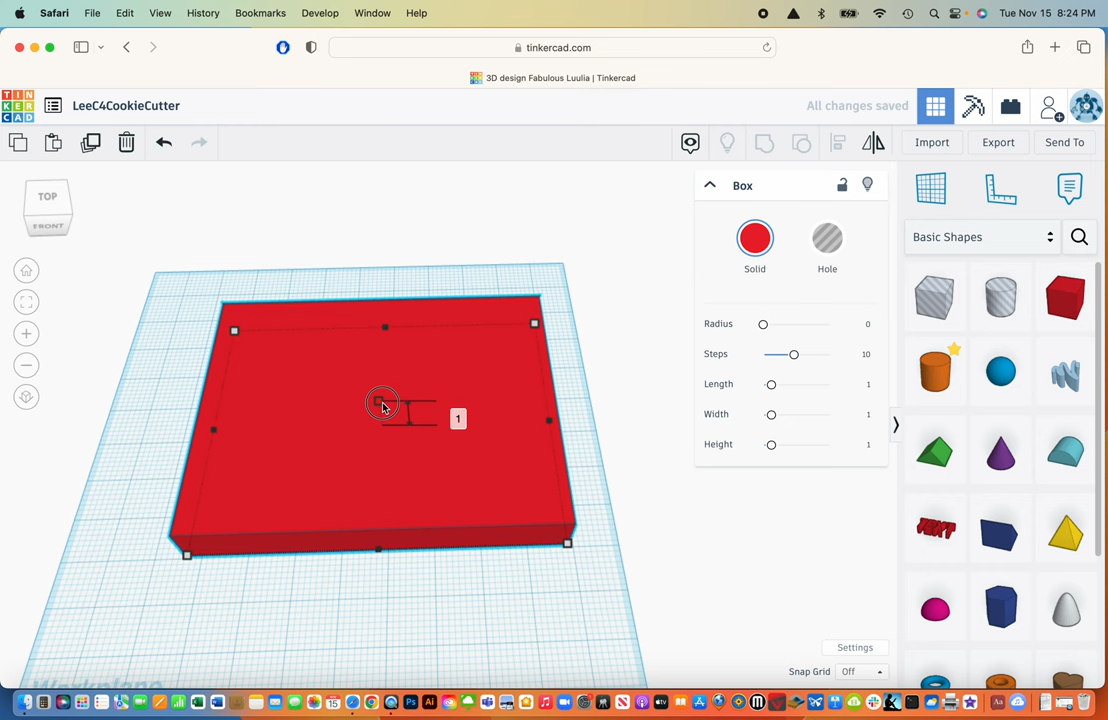 Safari File Edit View History Bookmarks Develop Window Help Tue Nov 15 8:24 PM
tinkercad.com
3D design Fabulous Luulia | Tinkercad
TIN
KER
CAD
LeeC4CookieCutter
All changes saved
Import Export Send To
TOP
FRONT
Box
Solid Hole
Basic Shapes
Radius 0
Steps 10
Length 1
Width 1
Height 1
1
TEXT
Settings
Snap Grid Off
Workplane